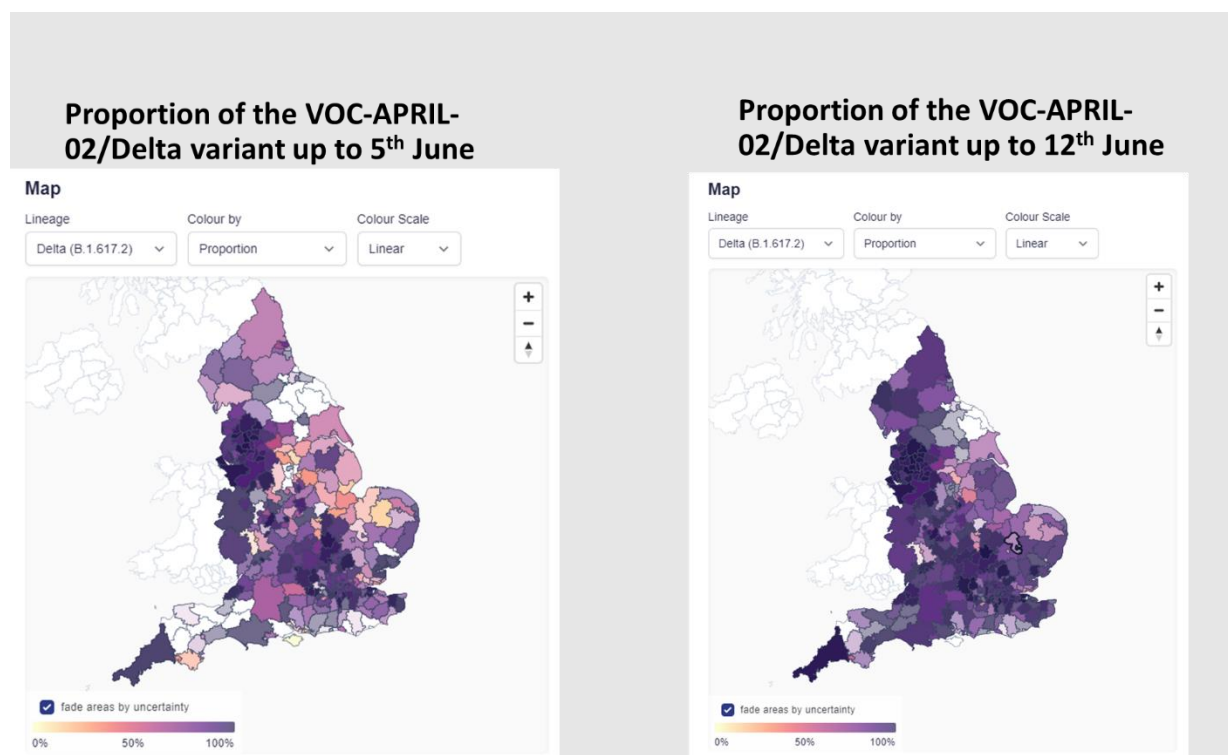 Proportion of the VOC-APRIL-
02/Delta variant up to 5th June
Map
Lineage Colour by Colour Scale
Delta (B.1.617.2) Proportion Linear
+
−
fade areas by uncertainty
0% 50% 100%
Proportion of the VOC-APRIL-
02/Delta variant up to 12th June
Map
Lineage Colour by Colour Scale
Delta (B.1.617.2) Proportion Linear
+
−
fade areas by uncertainty
0% 50% 100%